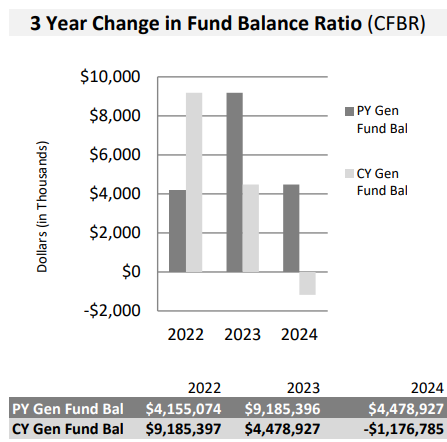 3 Year Change in Fund Balance Ratio (CFBR)
$10,000
$8,000
$6,000
$4,000
$2,000
$0
-$2,000
Dollars (in Thousands)
2022 2023 2024
PY Gen
Fund Bal
CY Gen
Fund Bal
2022 2023 2024
PY Gen Fund Bal $4,155,074 $9,185,396 $4,478,927
CY Gen Fund Bal $9,185,397 $4,478,927 -$1,176,785